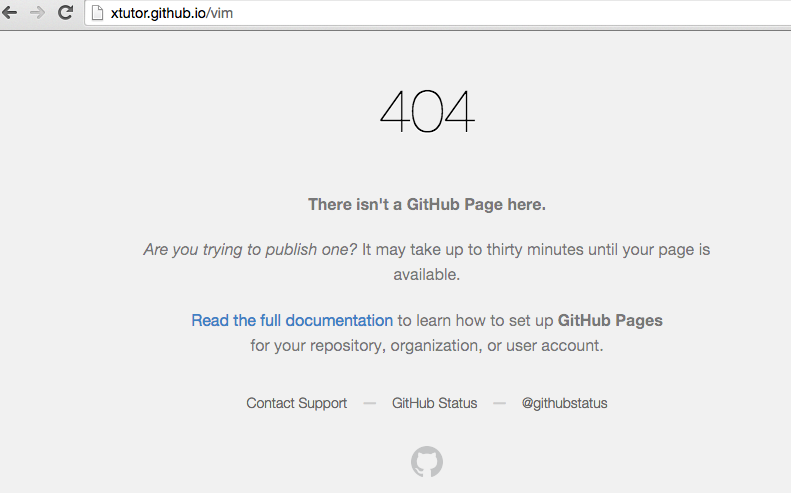 xtutor.github.io/vim
404
There isn't a GitHub Page here.
Are you trying to publish one? It may take up to thirty minutes until your page is
available.
Read the full documentation to learn how to set up GitHub Pages
for your repository, organization, or user account.
Contact Support — GitHub Status — @githubstatus